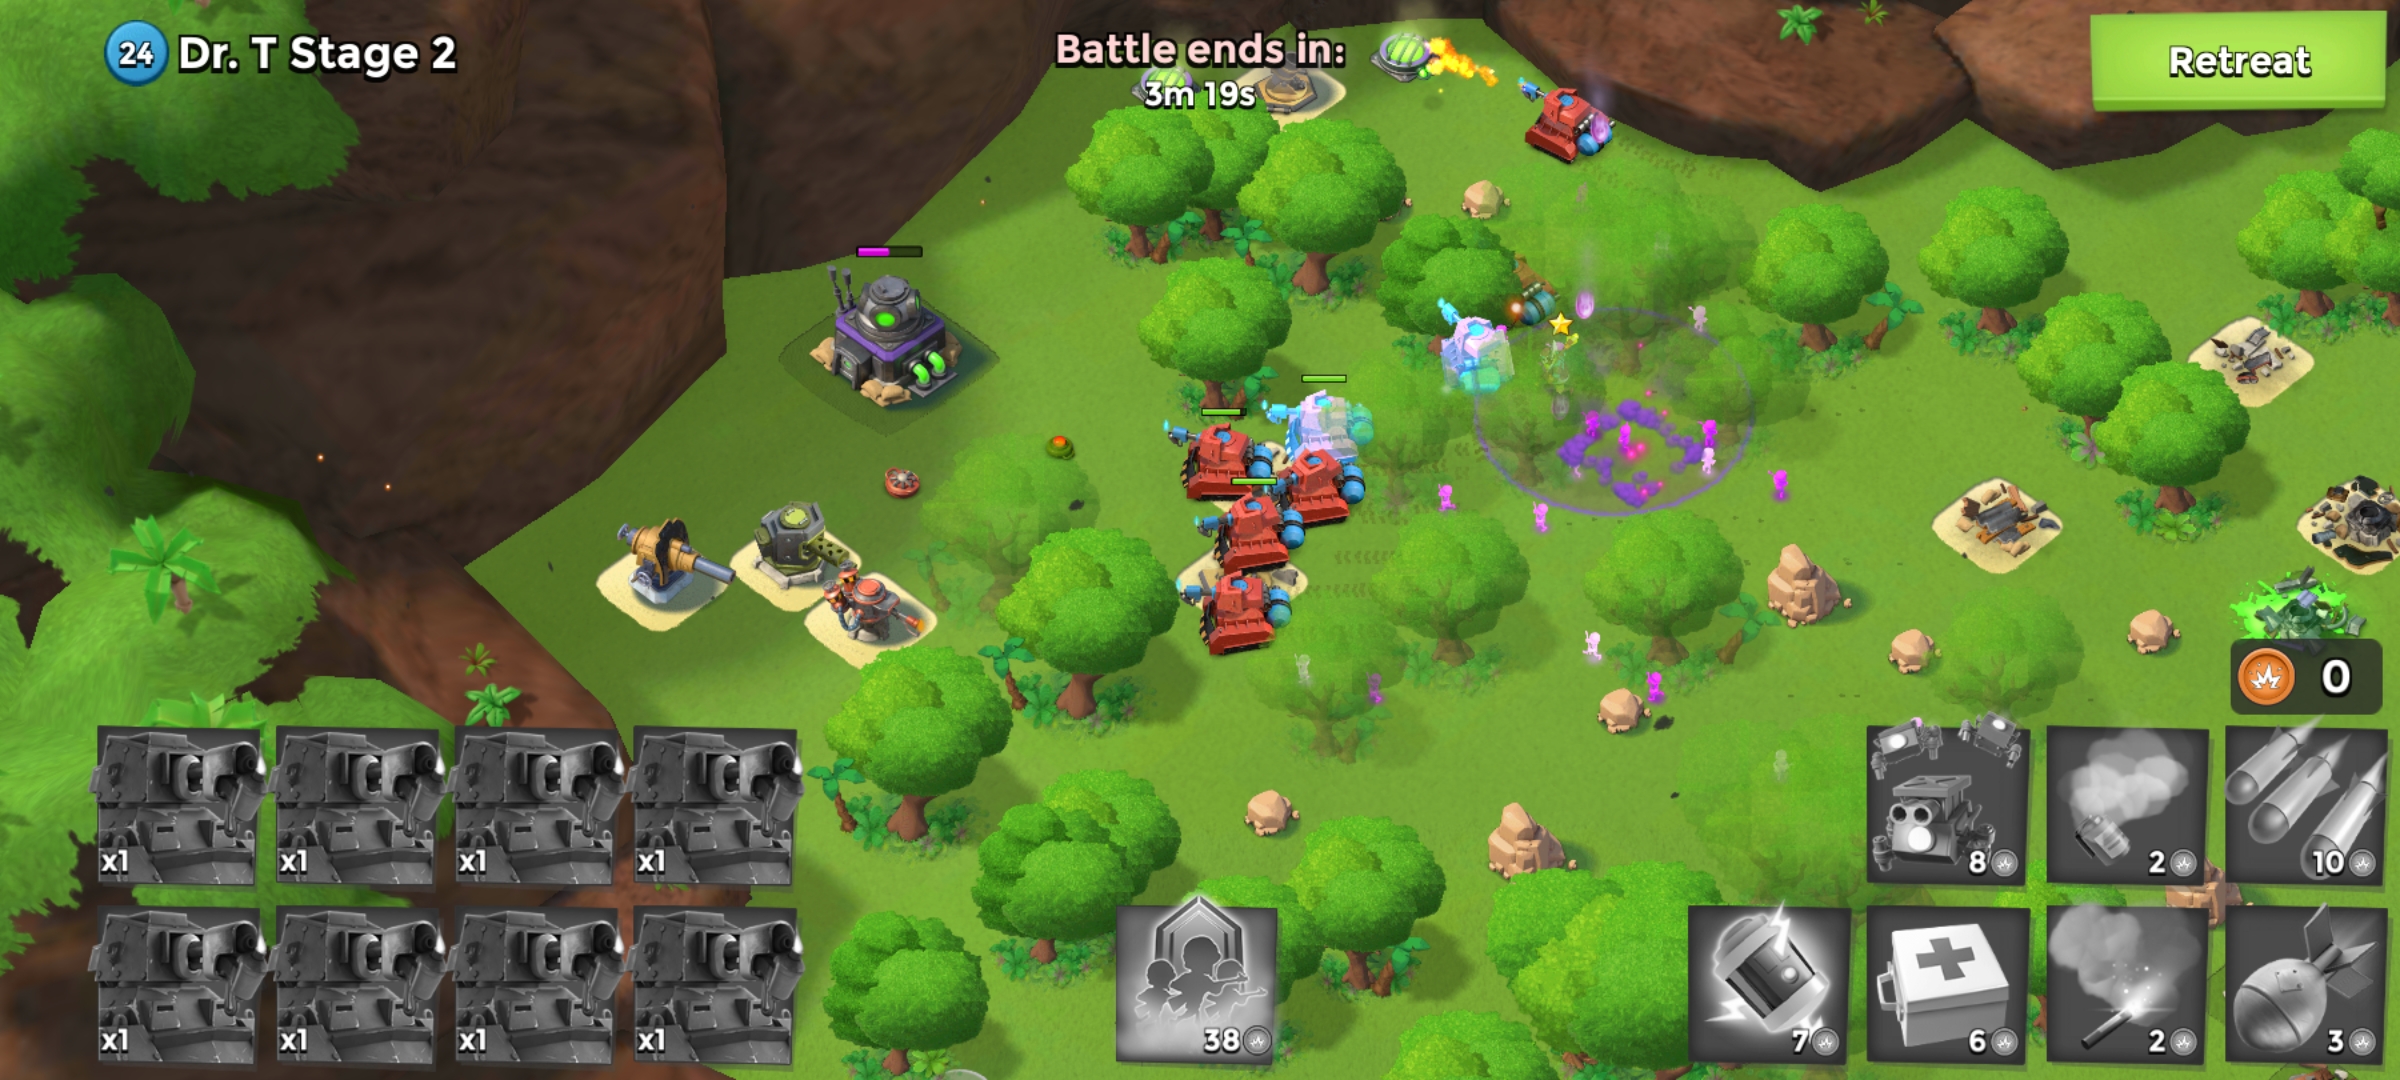 24 Dr. T Stage 2
Battle ends in:
3m 19s
Retreat
0
x1 x1 x1 x1
8 2 10
x1 x1 x1 x1
38 7 6 2 3